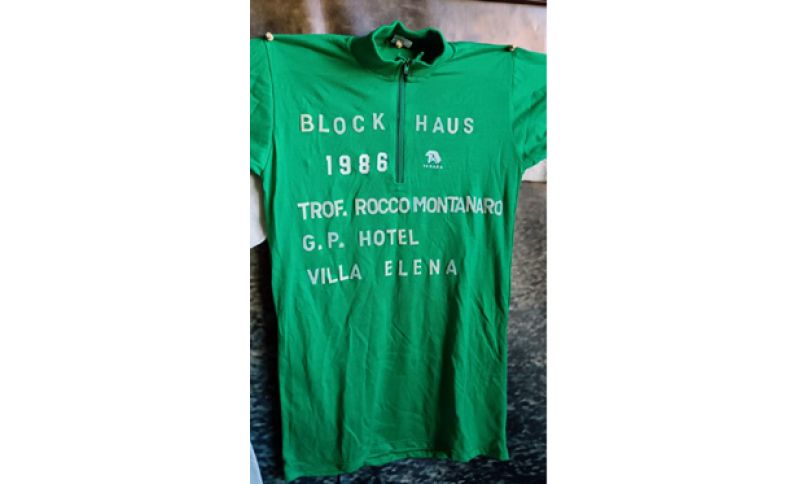 BLOCK HAUS
1986
TROF. ROCCO MONTANARO
G.P. HOTEL
VILLA ELENA